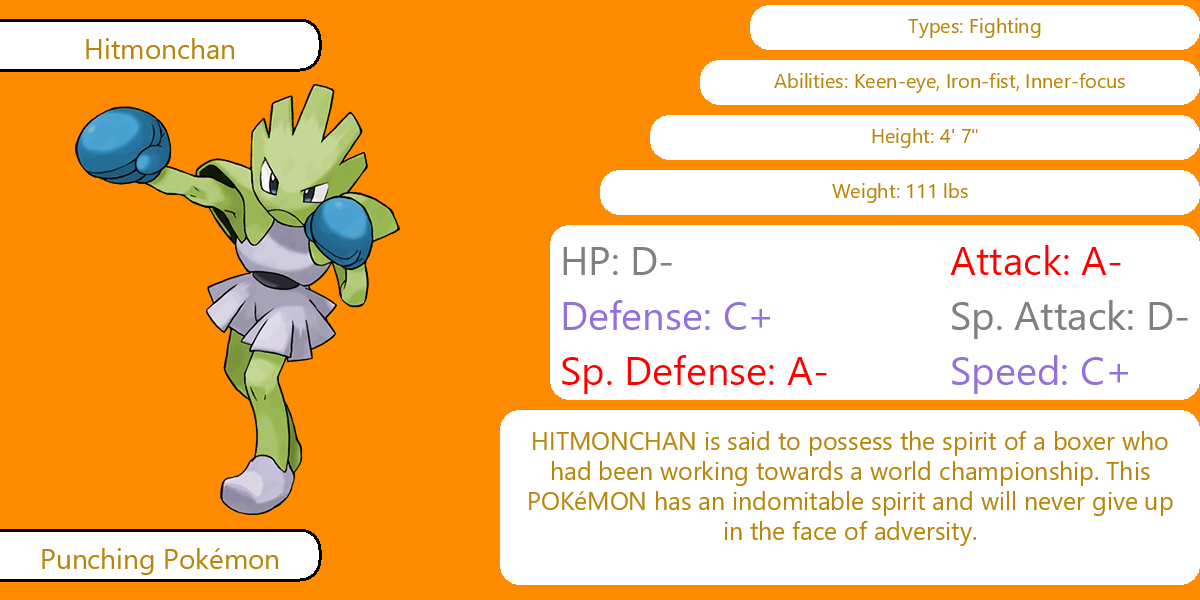 Hitmonchan
Types: Fighting
Abilities: Keen-eye, Iron-fist, Inner-focus
Height: 4' 7"
Weight: 111 lbs
HP: D-
Attack: A-
Defense: C+
Sp. Attack: D-
Sp. Defense: A-
Speed: C+
HITMONCHAN is said to possess the spirit of a boxer who
had been working towards a world championship. This
POKéMON has an indomitable spirit and will never give up
in the face of adversity.
Punching Pokémon